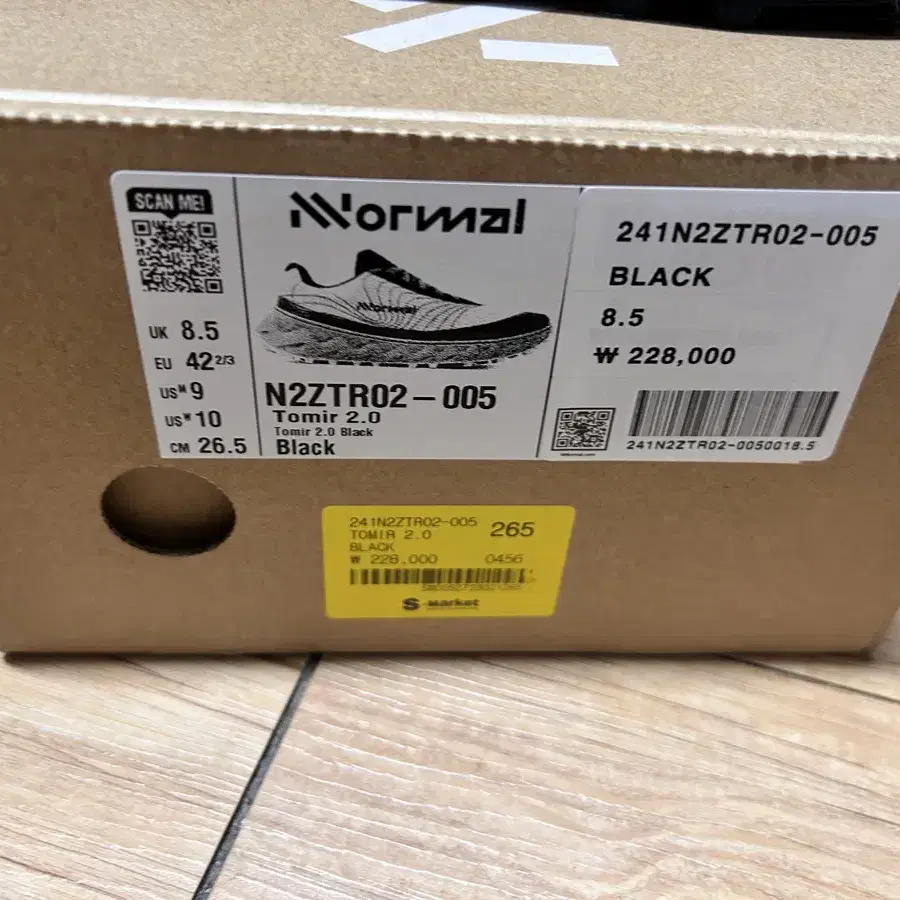 SCAN ME!
UK 8.5
EU 42 2/3
US M 9
US W 10
CM 26.5
NNormal
NNormal
N2ZTR02-005
Tomir 2.0
Tomir 2.0 Black
Black
241N2ZTR02-005
BLACK
8.5
₩ 228,000
241N2ZTR02-0050018.5
241N2ZTR02-005
265
TOMIR 2.0
BLACK
₩ 228,000
0456
S-Market